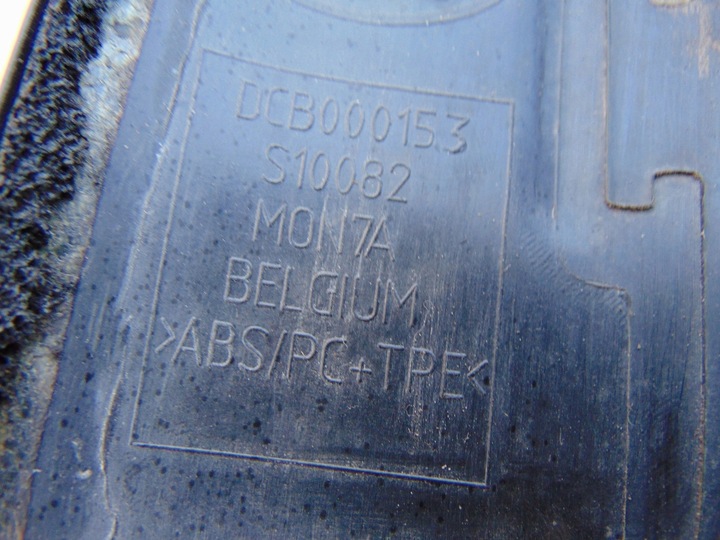 DCB000153
S10082
MON7A
BELGIUM
>ABS/PC+TPE<